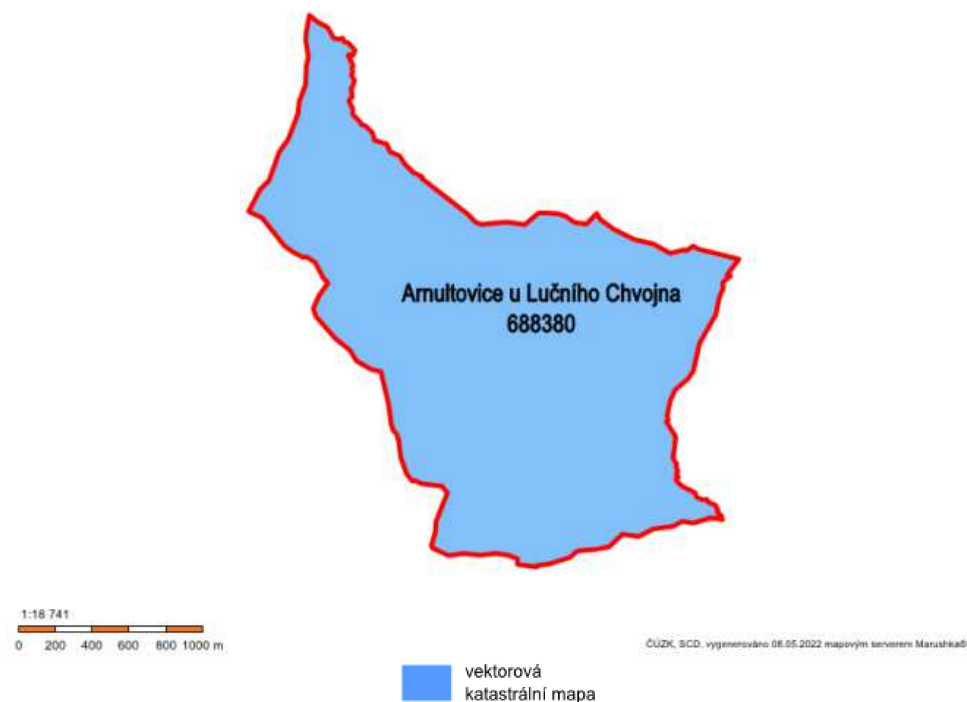 Arnultovice u Lučního Chvojna
688380
1:18 741
0 200 400 600 800 1000 m
ČÚZK, SCD, vygenerováno 06.05.2022 mapovým serverem Marushka®
vektorová
katastrální mapa